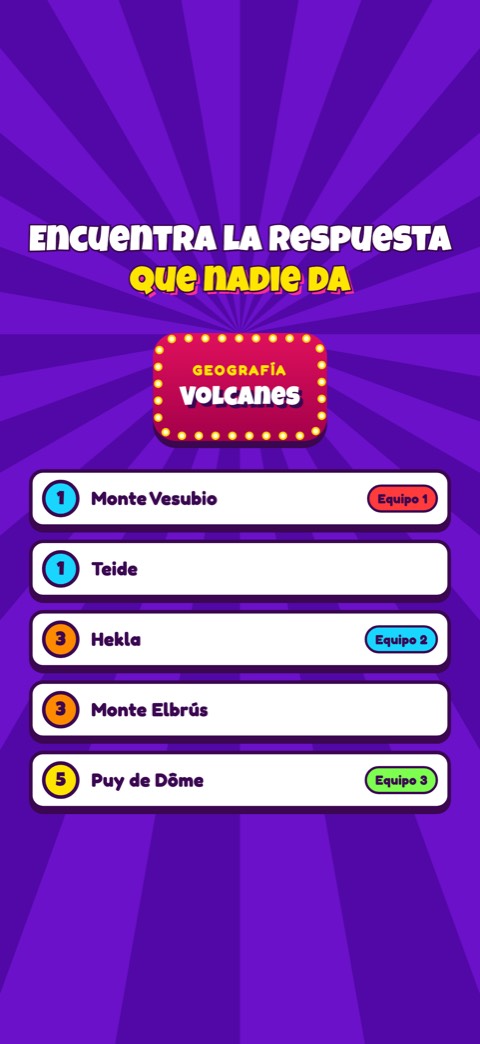 Encuentra la respuesta
que nadie da
GEOGRAFÍA
Volcanes
1 Monte Vesubio Equipo 1
1 Teide
3 Hekla Equipo 2
3 Monte Elbrús
5 Puy de Dôme Equipo 3